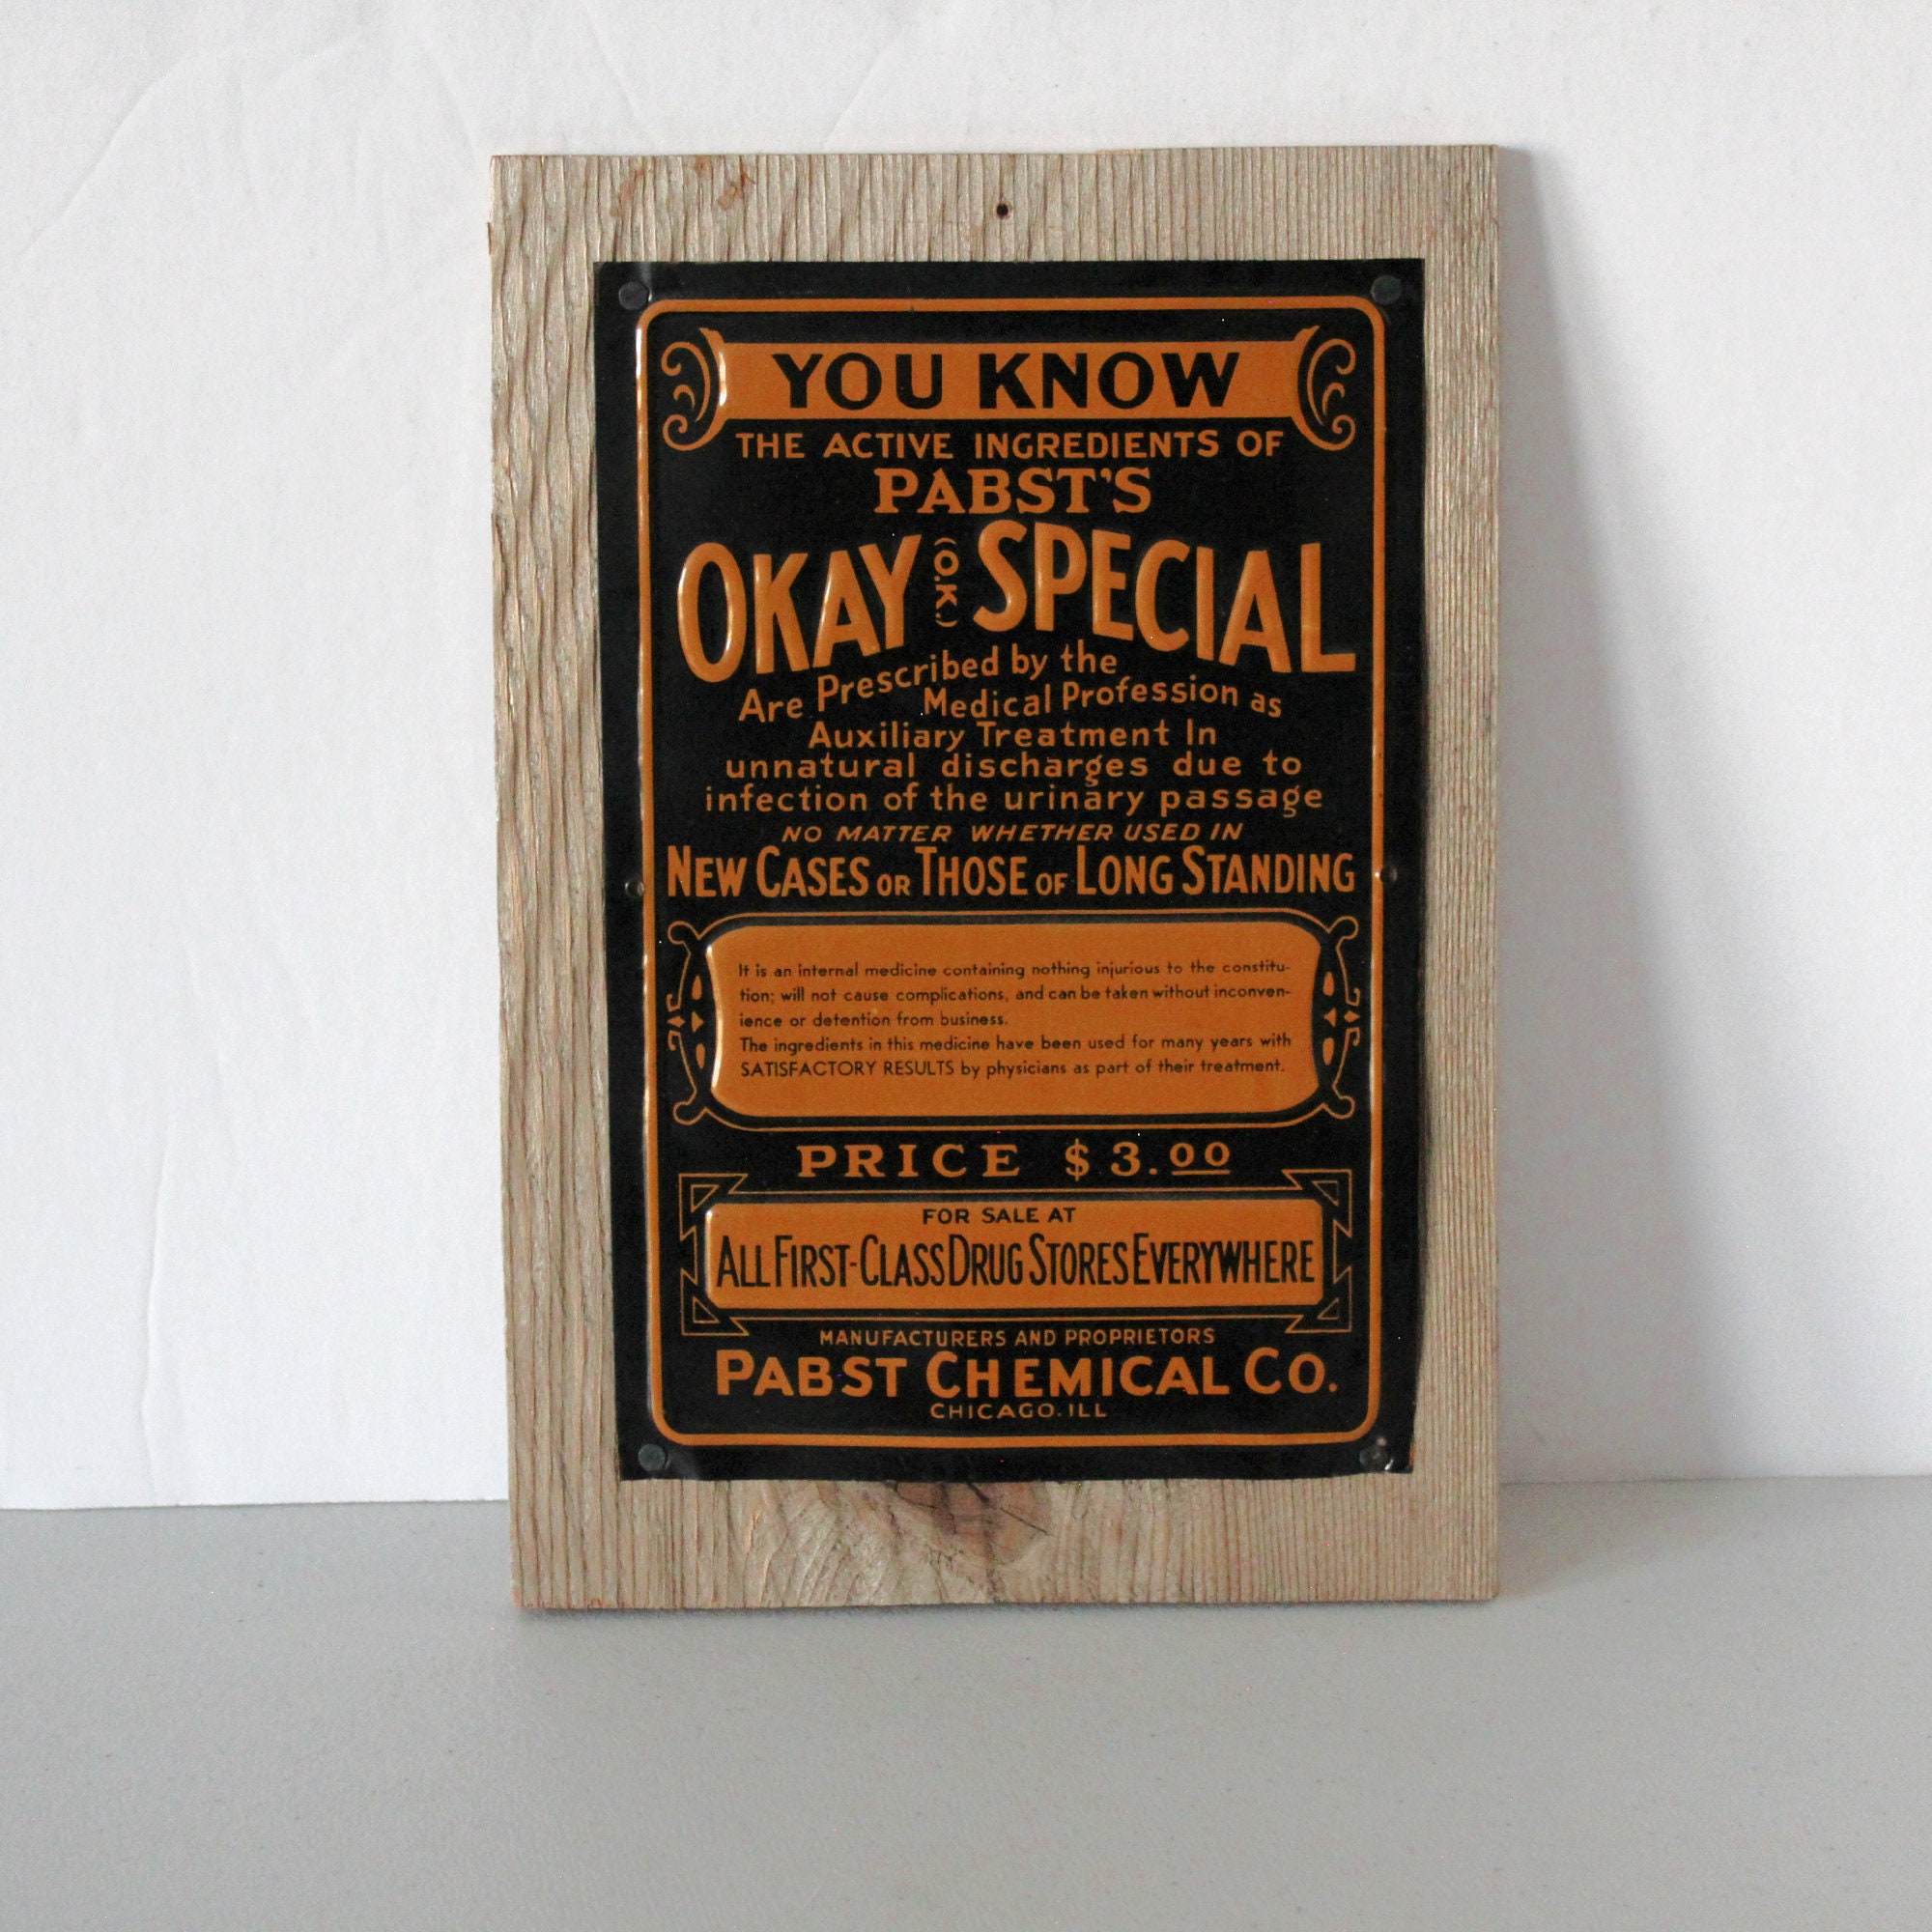 YOU KNOW
THE ACTIVE INGREDIENTS OF
PABST'S
OKAY (O.K.) SPECIAL
Are Prescribed by the
Medical Profession as
Auxiliary Treatment In
unnatural discharges due to
infection of the urinary passage
NO MATTER WHETHER USED IN
NEW CASES OR THOSE OF LONG STANDING
It is an internal medicine containing nothing injurious to the constitu-
tion; will not cause complications, and can be taken without inconven-
ience or detention from business.
The ingredients in this medicine have been used for many years with
SATISFACTORY RESULTS by physicians as part of their treatment.
PRICE $3.00
FOR SALE AT
ALL FIRST-CLASS DRUG STORES EVERYWHERE
MANUFACTURERS AND PROPRIETORS
PABST CHEMICAL CO.
CHICAGO. ILL